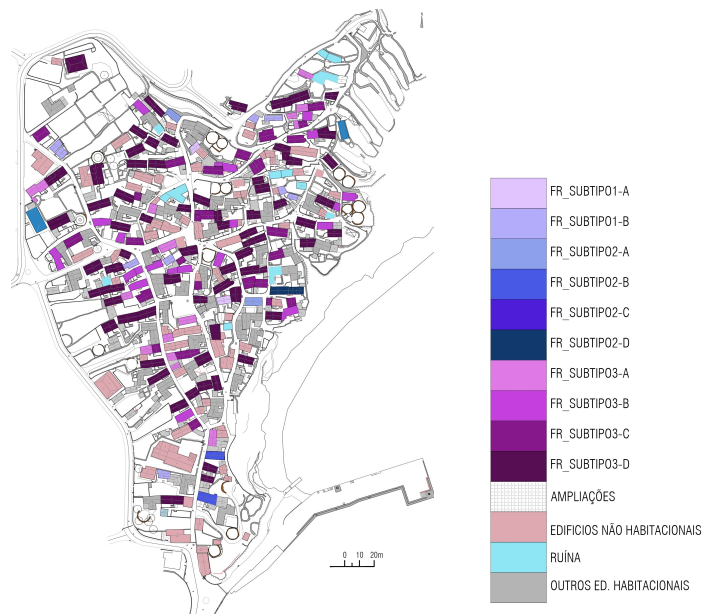 FR_SUBTIPO1-A
FR_SUBTIPO1-B
FR_SUBTIPO2-A
FR_SUBTIPO2-B
FR_SUBTIPO2-C
FR_SUBTIPO2-D
FR_SUBTIPO3-A
FR_SUBTIPO3-B
FR_SUBTIPO3-C
FR_SUBTIPO3-D
AMPLIAÇÕES
EDIFICIOS NÃO HABITACIONAIS
RUÍNA
OUTROS ED. HABITACIONAIS
0 10 20m